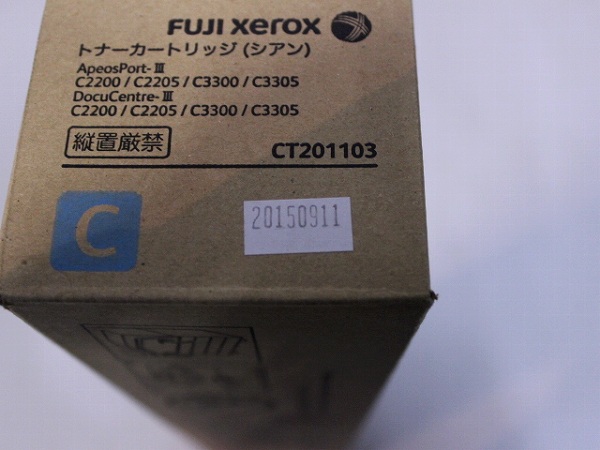 FUJI xerox
トナーカートリッジ (シアン)
ApeosPort-Ⅲ
C2200 / C2205 / C3300 / C3305
DocuCentre-Ⅲ
C2200 / C2205 / C3300 / C3305
縦置厳禁
CT201103
C
20150911